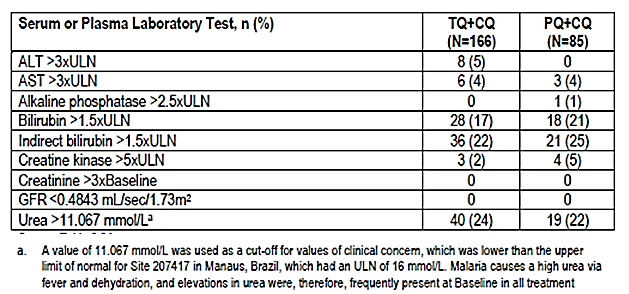 Serum or Plasma Laboratory Test, n (%) TQ+CQ (N=166) PQ+CQ (N=85)
ALT >3xULN 8 (5) 0
AST >3xULN 6 (4) 3 (4)
Alkaline phosphatase >2.5xULN 0 1 (1)
Bilirubin >1.5xULN 28 (17) 18 (21)
Indirect bilirubin >1.5xULN 36 (22) 21 (25)
Creatine kinase >5xULN 3 (2) 4 (5)
Creatinine >3xBaseline 0 0
GFR <0.4843 mL/sec/1.73m² 0 0
Urea >11.067 mmol/Lᵃ 40 (24) 19 (22)
a. A value of 11.067 mmol/L was used as a cut-off for values of clinical concern, which was lower than the upper
limit of normal for Site 207417 in Manaus, Brazil, which had an ULN of 16 mmol/L. Malaria causes a high urea via
fever and dehydration, and elevations in urea were, therefore, frequently present at Baseline in all treatment